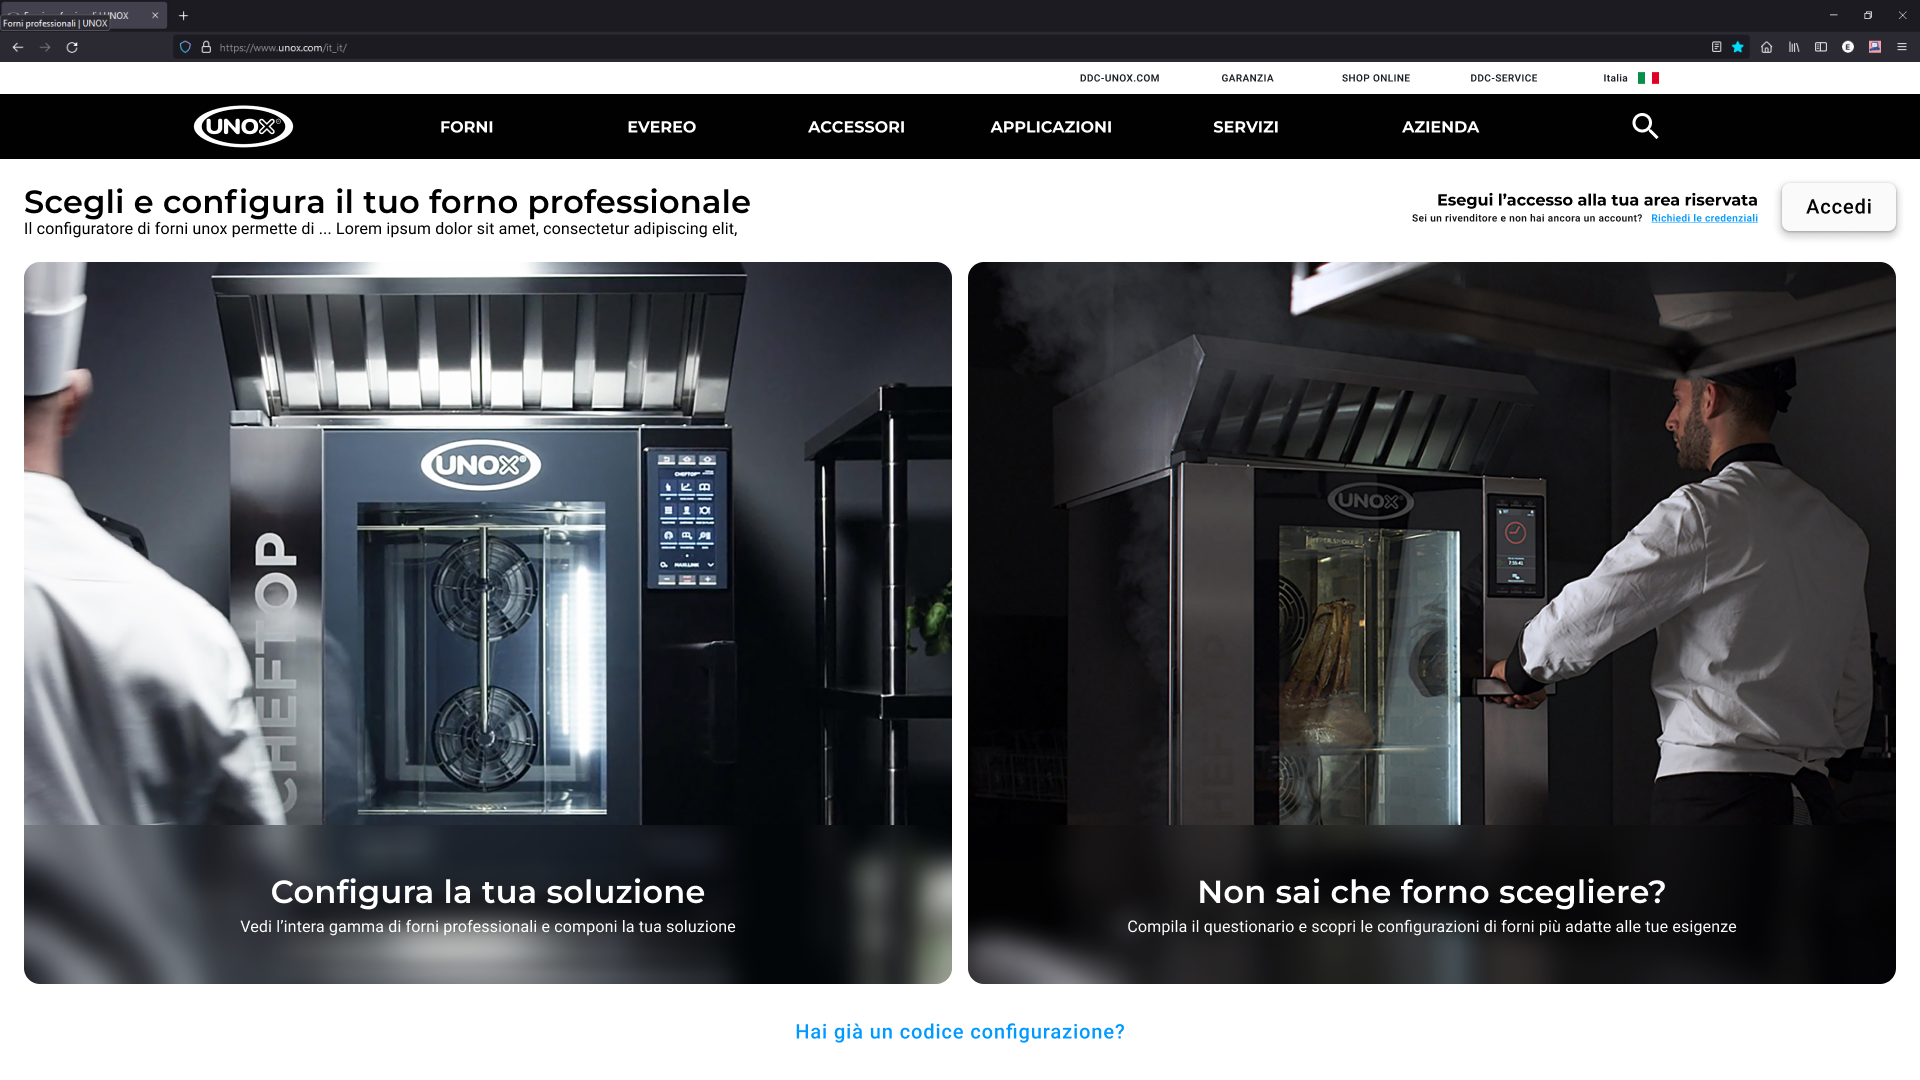 Forni professionali | UNOX
https://www.unox.com/it_it/
DDC-UNOX.COM GARANZIA SHOP ONLINE DDC-SERVICE Italia
UNOX FORNI EVEREO ACCESSORI APPLICAZIONI SERVIZI AZIENDA
Scegli e configura il tuo forno professionale
Il configuratore di forni unox permette di ... Lorem ipsum dolor sit amet, consectetur adipiscing elit,
Esegui l’accesso alla tua area riservata
Sei un rivenditore e non hai ancora un account? Richiedi le credenziali
Accedi
UNOX
CHEFTOP
CHEFTOP
MAXI.LINK
UNOX
Configura la tua soluzione
Vedi l’intera gamma di forni professionali e componi la tua soluzione
Non sai che forno scegliere?
Compila il questionario e scopri le configurazioni di forni più adatte alle tue esigenze
Hai già un codice configurazione?